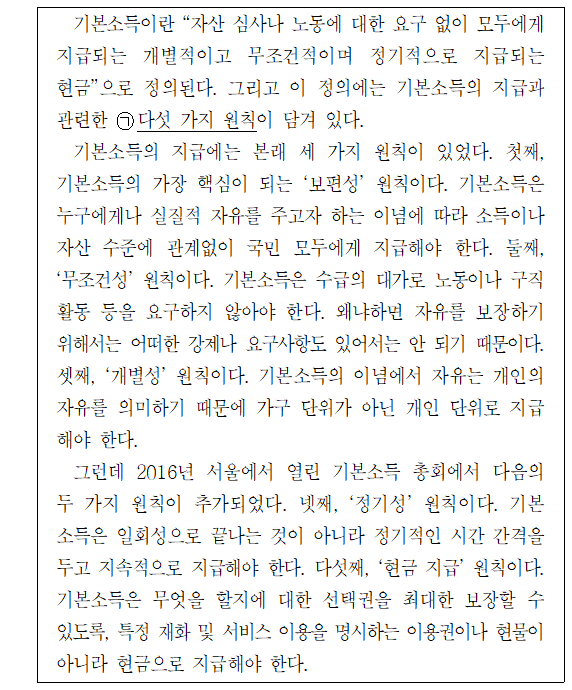 기본소득이란 “자산 심사나 노동에 대한 요구 없이 모두에게
지급되는 개별적이고 무조건적이며 정기적으로 지급되는
현금”으로 정의된다. 그리고 이 정의에는 기본소득의 지급과
관련한 ㉠다섯 가지 원칙이 담겨 있다.
기본소득의 지급에는 본래 세 가지 원칙이 있었다. 첫째,
기본소득의 가장 핵심이 되는 ‘보편성’ 원칙이다. 기본소득은
누구에게나 실질적 자유를 주고자 하는 이념에 따라 소득이나
자산 수준에 관계없이 국민 모두에게 지급해야 한다. 둘째,
‘무조건성’ 원칙이다. 기본소득은 수급의 대가로 노동이나 구직
활동 등을 요구하지 않아야 한다. 왜냐하면 자유를 보장하기
위해서는 어떠한 강제나 요구사항도 있어서는 안 되기 때문이다.
셋째, ‘개별성’ 원칙이다. 기본소득의 이념에서 자유는 개인의
자유를 의미하기 때문에 가구 단위가 아닌 개인 단위로 지급
해야 한다.
그런데 2016년 서울에서 열린 기본소득 총회에서 다음의
두 가지 원칙이 추가되었다. 넷째, ‘정기성’ 원칙이다. 기본
소득은 일회성으로 끝나는 것이 아니라 정기적인 시간 간격을
두고 지속적으로 지급해야 한다. 다섯째, ‘현금 지급’ 원칙이다.
기본소득은 무엇을 할지에 대한 선택권을 최대한 보장할 수
있도록, 특정 재화 및 서비스 이용을 명시하는 이용권이나 현물이
아니라 현금으로 지급해야 한다.